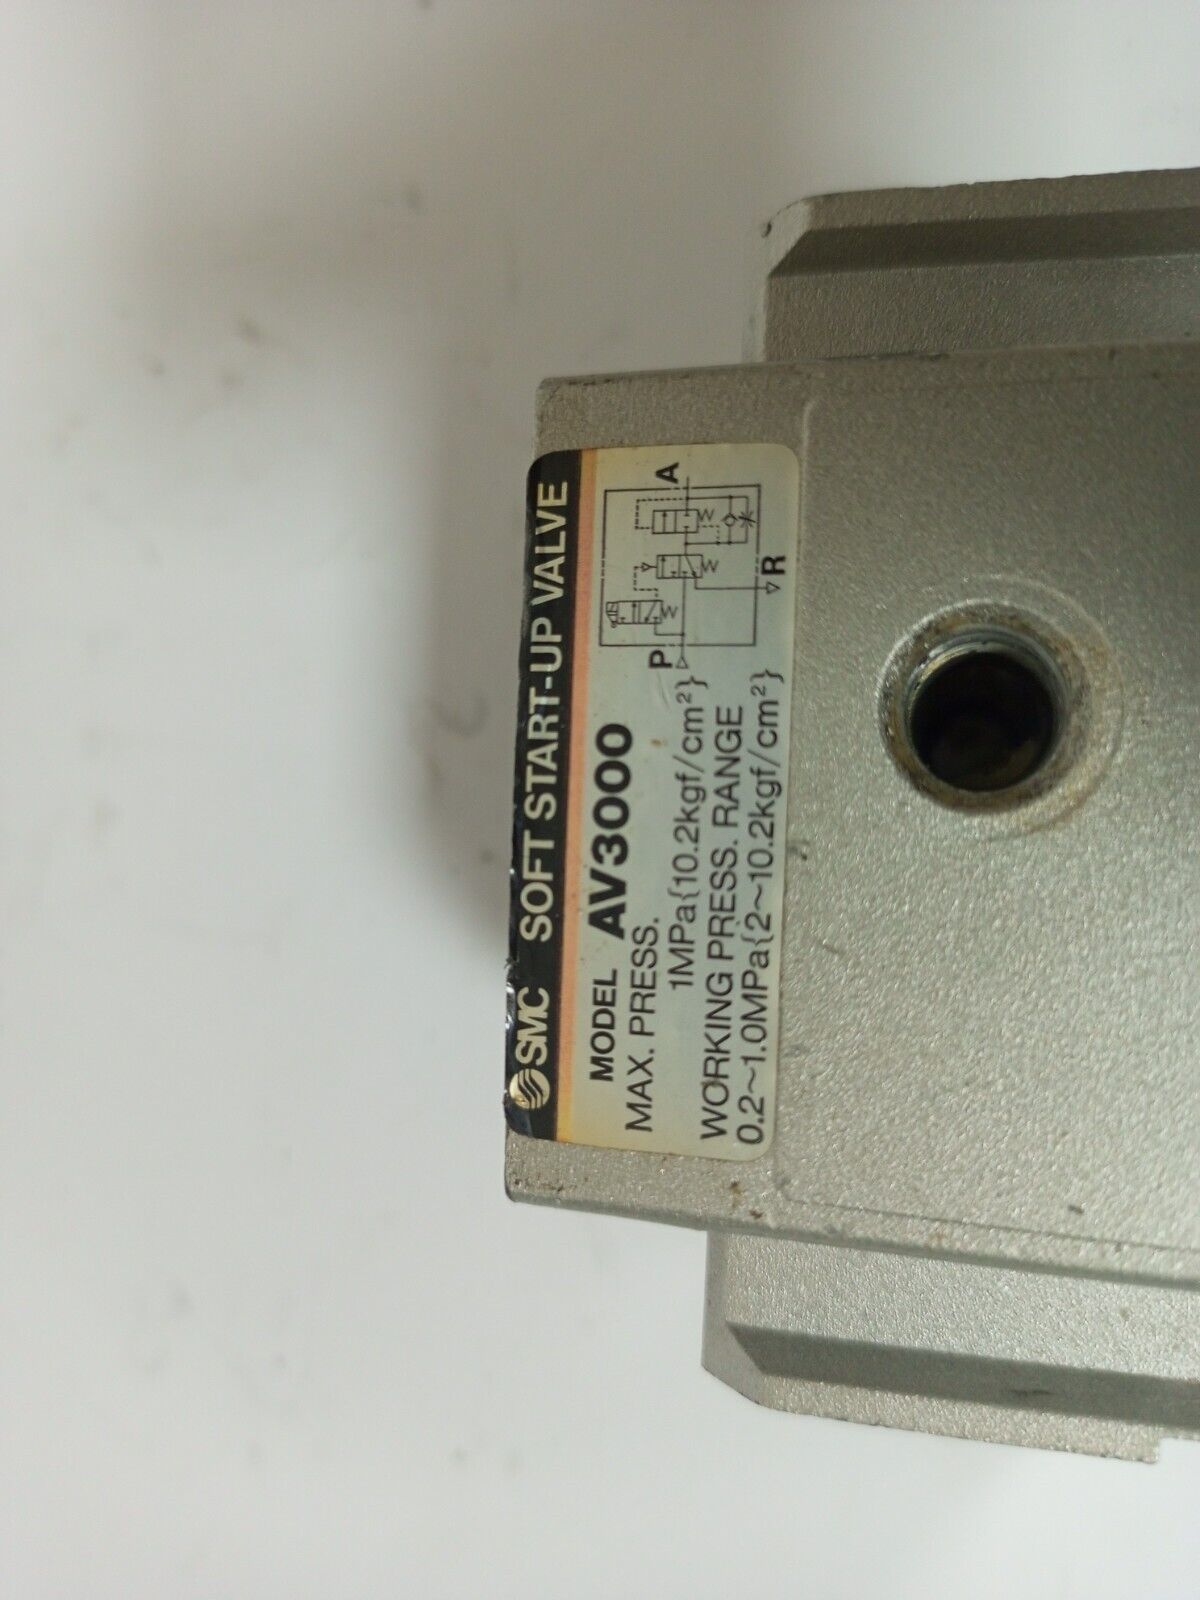 SMC SOFT START-UP VALVE
MODEL AV3000
MAX. PRESS.
1MPa{10.2kgf/cm²}
WORKING PRESS. RANGE
0.2~1.0MPa{2~10.2kgf/cm²}
P
A
R